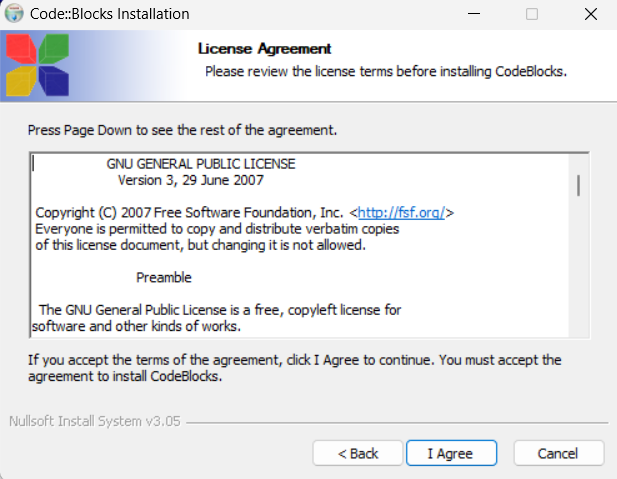 Code::Blocks Installation
License Agreement
Please review the license terms before installing CodeBlocks.
Press Page Down to see the rest of the agreement.
GNU GENERAL PUBLIC LICENSE
Version 3, 29 June 2007
Copyright (C) 2007 Free Software Foundation, Inc. <http://fsf.org/>
Everyone is permitted to copy and distribute verbatim copies
of this license document, but changing it is not allowed.
Preamble
The GNU General Public License is a free, copyleft license for
software and other kinds of works.
If you accept the terms of the agreement, click I Agree to continue. You must accept the
agreement to install CodeBlocks.
Nullsoft Install System v3.05
< Back I Agree Cancel